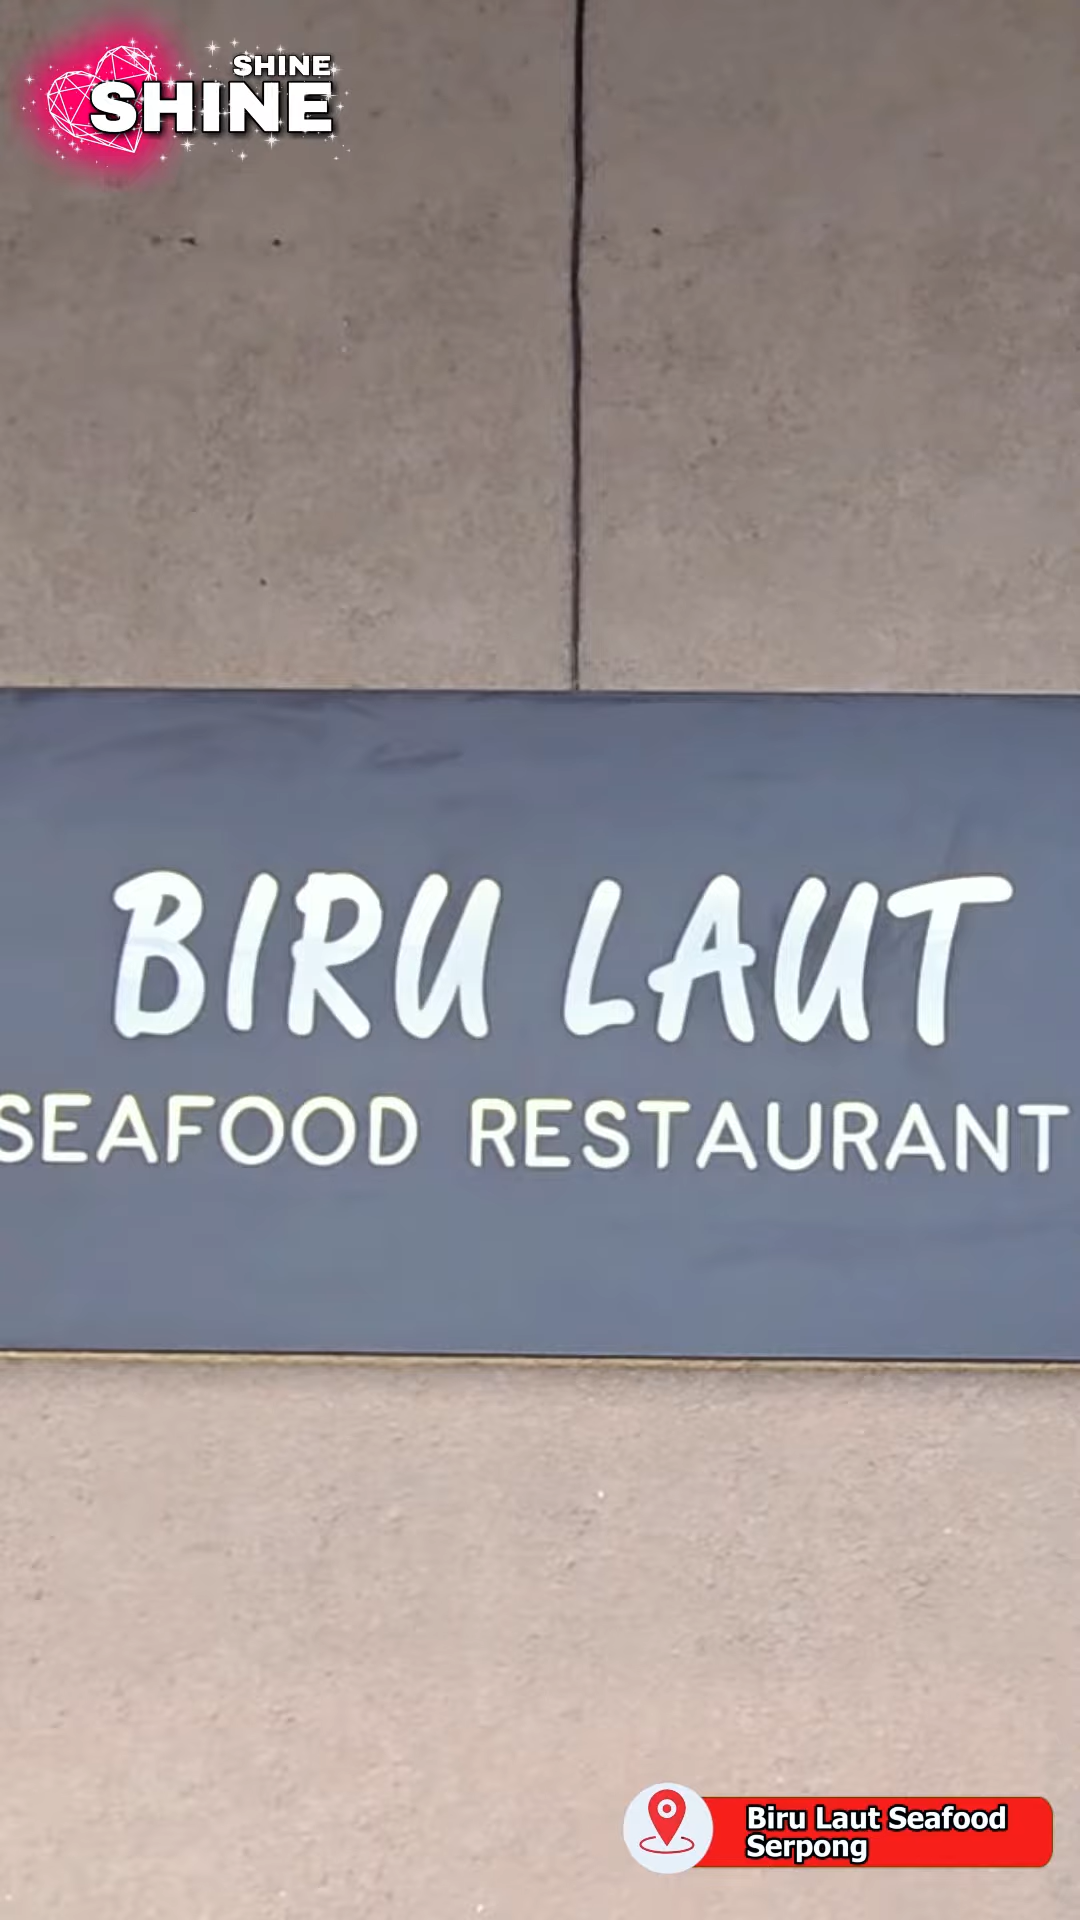 SHINE
SHINE
BIRU LAUT
SEAFOOD RESTAURANT
Biru Laut Seafood
Serpong